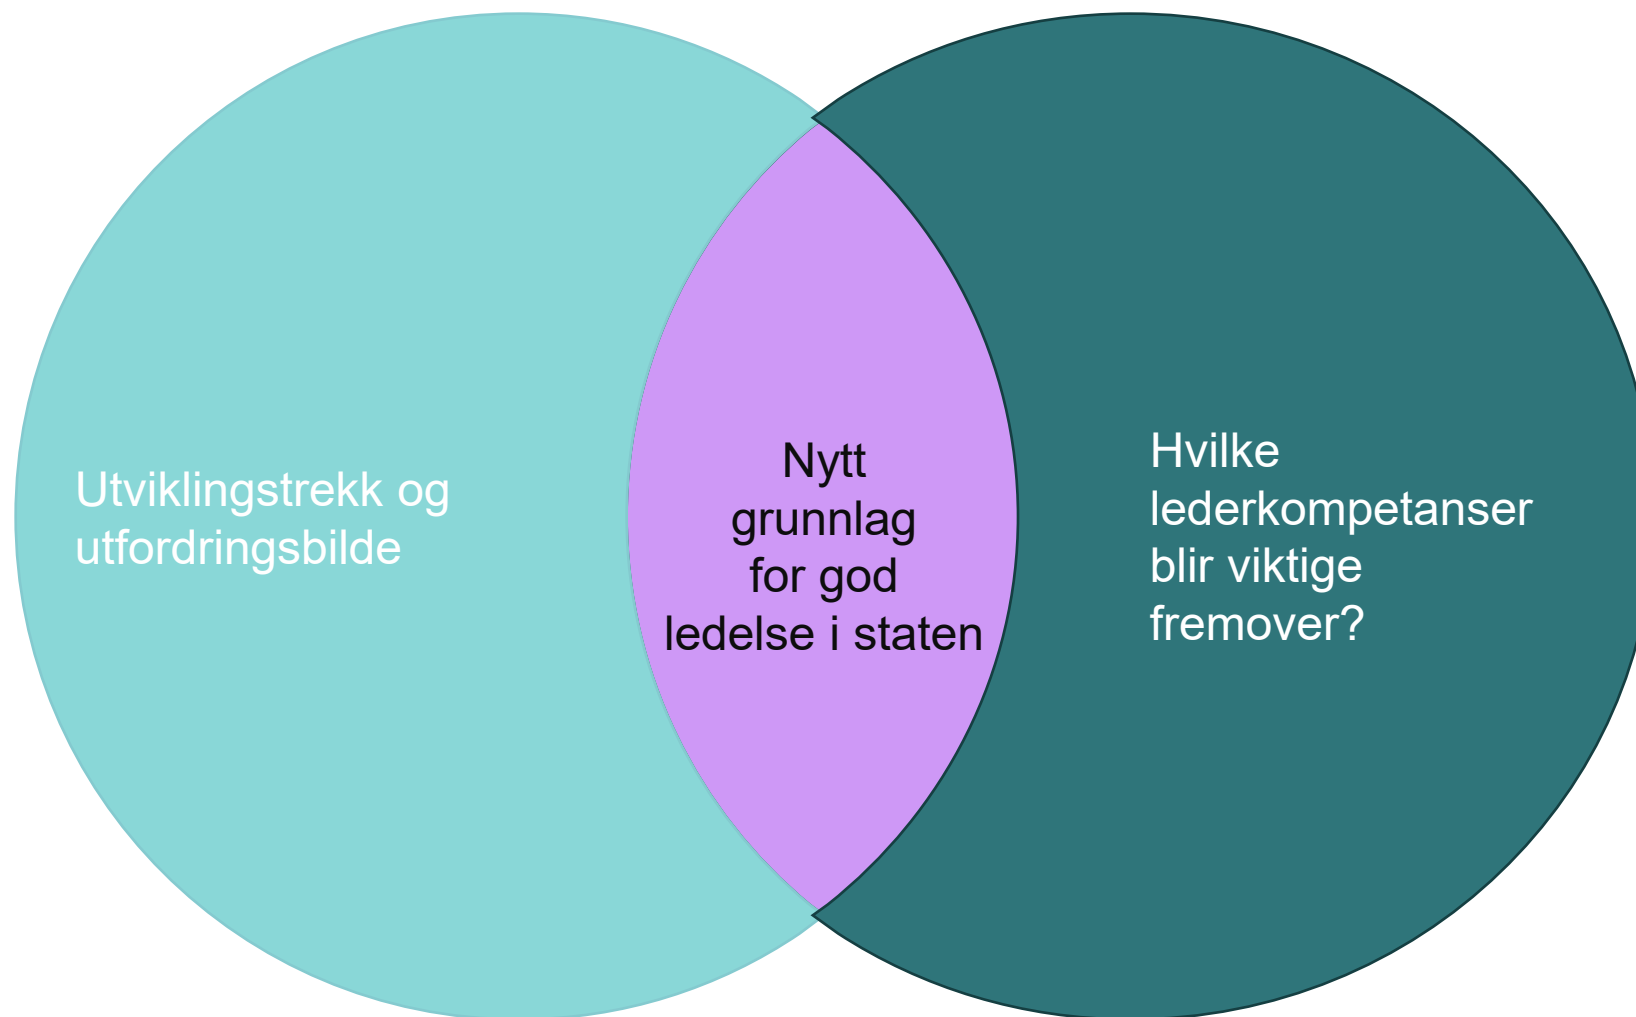 Utviklingstrekk og
utfordringsbilde
Nytt
grunnlag
for god
ledelse i staten
Hvilke
lederkompetanser
blir viktige
fremover?